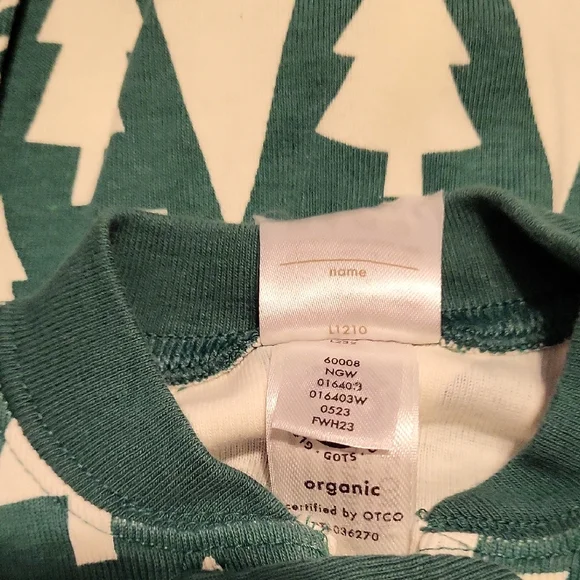 name
L1210
60008
NGW
016403
016403W
0523
FWH23
GOTS
organic
certified by OTCO
036270